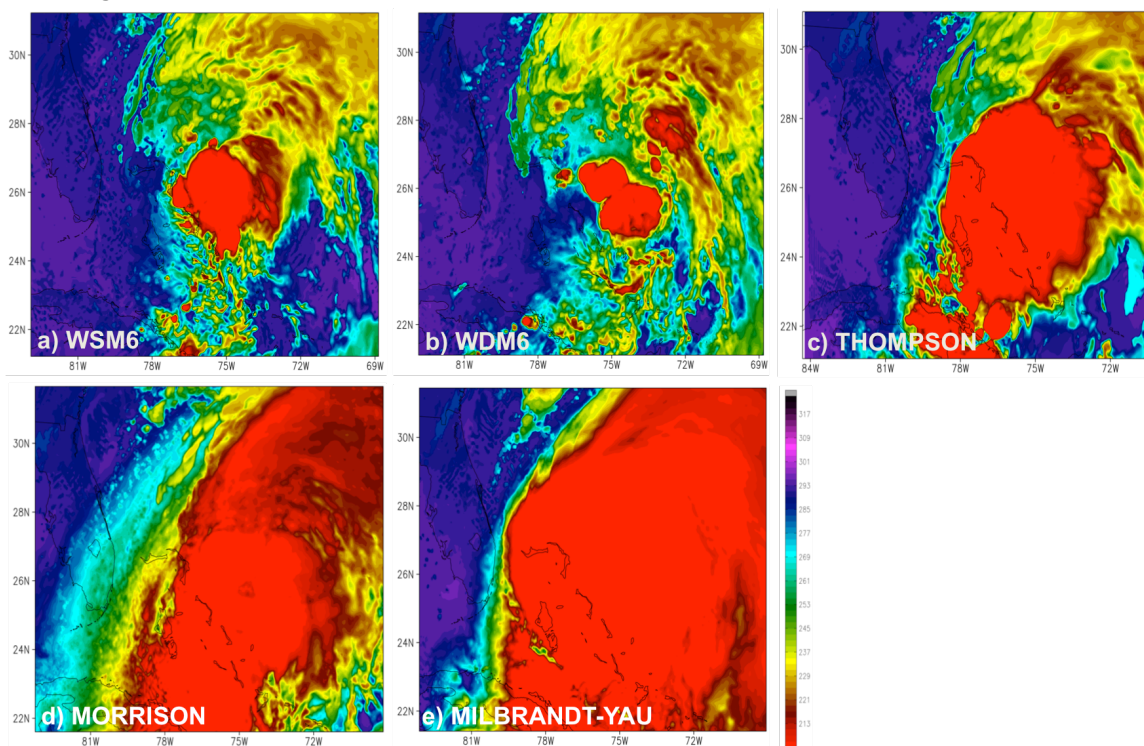 30N
28N
26N
24N
22N
a) WSM6
81W
78W
75W
72W
69W
30N
28N
26N
24N
22N
b) WDM6
81W
78W
75W
72W
69W
30N
28N
26N
24N
22N
c) THOMPSON
84W
81W
78W
75W
72W
30N
28N
26N
24N
22N
d) MORRISON
81W
78W
75W
72W
30N
28N
26N
24N
22N
e) MILBRANDT-YAU
81W
78W
75W
72W
317
309
301
293
285
277
269
261
253
245
237
229
221
213